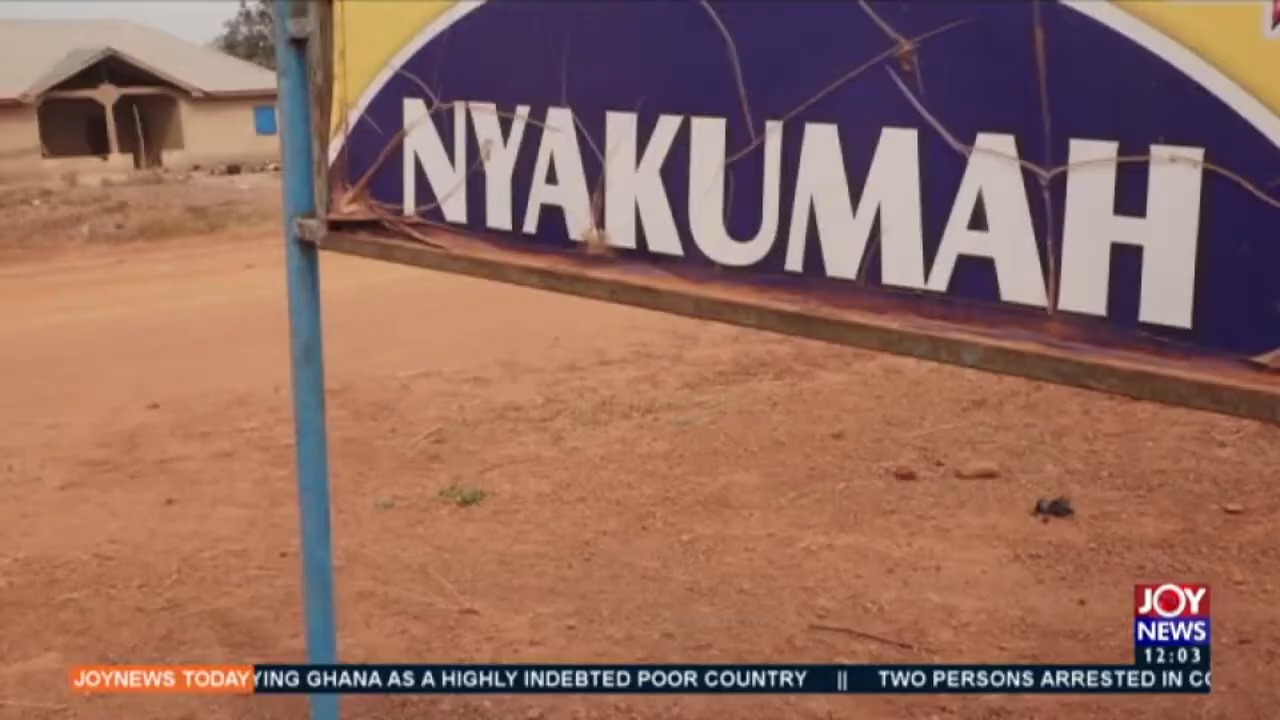 NYAKUMAH
JOY
NEWS
12:03
JOYNEWS TODAY
YING GHANA AS A HIGHLY INDEBTED POOR COUNTRY || TWO PERSONS ARRESTED IN